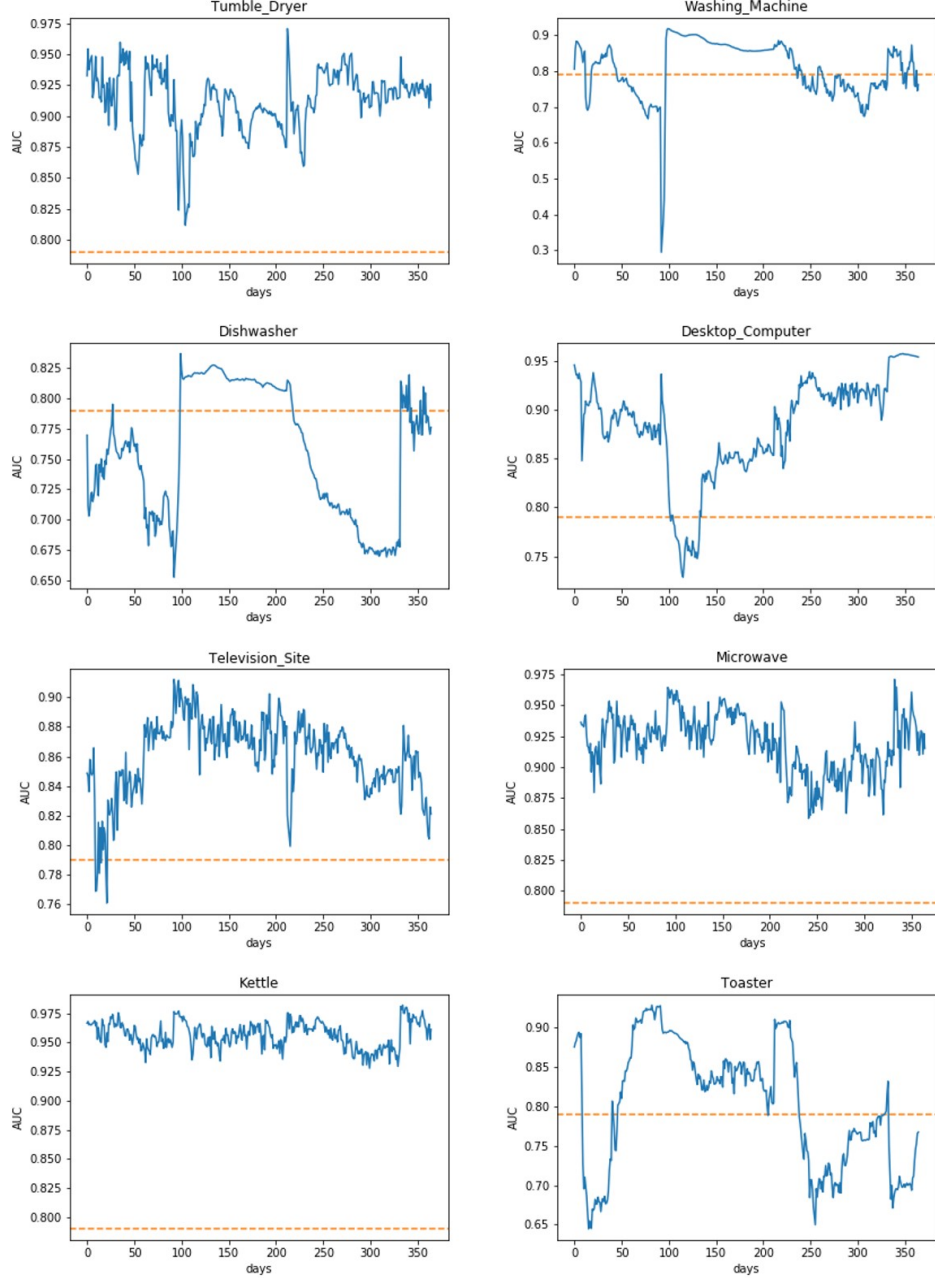 Tumble_Dryer
0.975
0.950
0.925
0.900
0.875
0.850
0.825
0.800
AUC
0 50 100 150 200 250 300 350
days
Washing_Machine
0.9
0.8
0.7
0.6
0.5
0.4
0.3
AUC
0 50 100 150 200 250 300 350
days
Dishwasher
0.825
0.800
0.775
0.750
0.725
0.700
0.675
0.650
AUC
0 50 100 150 200 250 300 350
days
Desktop_Computer
0.95
0.90
0.85
0.80
0.75
AUC
0 50 100 150 200 250 300 350
days
Television_Site
0.90
0.88
0.86
0.84
0.82
0.80
0.78
0.76
AUC
0 50 100 150 200 250 300 350
days
Microwave
0.975
0.950
0.925
0.900
0.875
0.850
0.825
0.800
AUC
0 50 100 150 200 250 300 350
days
Kettle
0.975
0.950
0.925
0.900
0.875
0.850
0.825
0.800
AUC
0 50 100 150 200 250 300 350
days
Toaster
0.90
0.85
0.80
0.75
0.70
0.65
AUC
0 50 100 150 200 250 300 350
days